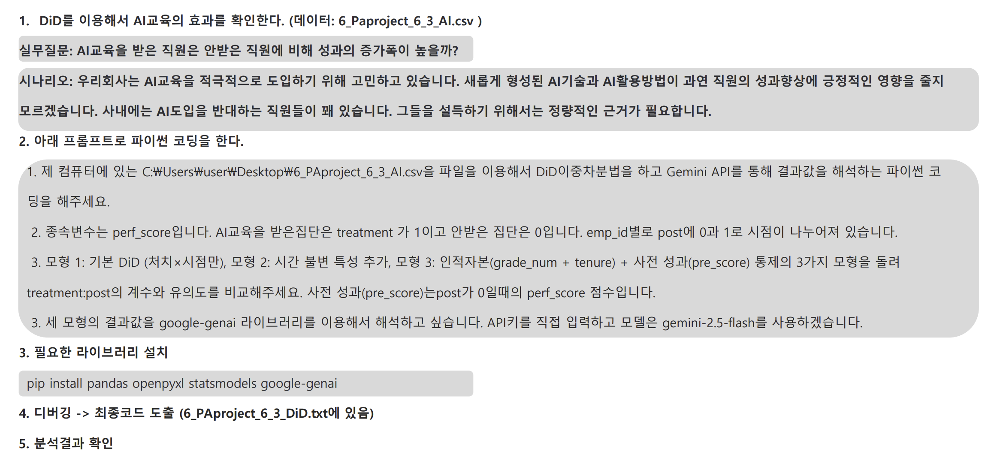 1. DiD를 이용해서 AI교육의 효과를 확인한다. (데이터: 6_Paproject_6_3_AI.csv )
실무질문: AI교육을 받은 직원은 안받은 직원에 비해 성과의 증가폭이 높을까?
시나리오: 우리회사는 AI교육을 적극적으로 도입하기 위해 고민하고 있습니다. 새롭게 형성된 AI기술과 AI활용방법이 과연 직원의 성과향상에 긍정적인 영향을 줄지
모르겠습니다. 사내에는 AI도입을 반대하는 직원들이 꽤 있습니다. 그들을 설득하기 위해서는 정량적인 근거가 필요합니다.
2. 아래 프롬프트로 파이썬 코딩을 한다.
1. 제 컴퓨터에 있는 C:₩Users₩user₩Desktop₩6_PAproject_6_3_AI.csv을 파일을 이용해서 DiD이중차분법을 하고 Gemini API를 통해 결과값을 해석하는 파이썬 코
딩을 해주세요.
2. 종속변수는 perf_score입니다. AI교육을 받은집단은 treatment 가 1이고 안받은 집단은 0입니다. emp_id별로 post에 0과 1로 시점이 나누어져 있습니다.
3. 모형 1: 기본 DiD (처치×시점만), 모형 2: 시간 불변 특성 추가, 모형 3: 인적자본(grade_num + tenure) + 사전 성과(pre_score) 통제의 3가지 모형을 돌려
treatment:post의 계수와 유의도를 비교해주세요. 사전 성과(pre_score)는post가 0일때의 perf_score 점수입니다.
3. 세 모형의 결과값을 google-genai 라이브러리를 이용해서 해석하고 싶습니다. API키를 직접 입력하고 모델은 gemini-2.5-flash를 사용하겠습니다.
3. 필요한 라이브러리 설치
pip install pandas openpyxl statsmodels google-genai
4. 디버깅 -> 최종코드 도출 (6_PAproject_6_3_DiD.txt에 있음)
5. 분석결과 확인